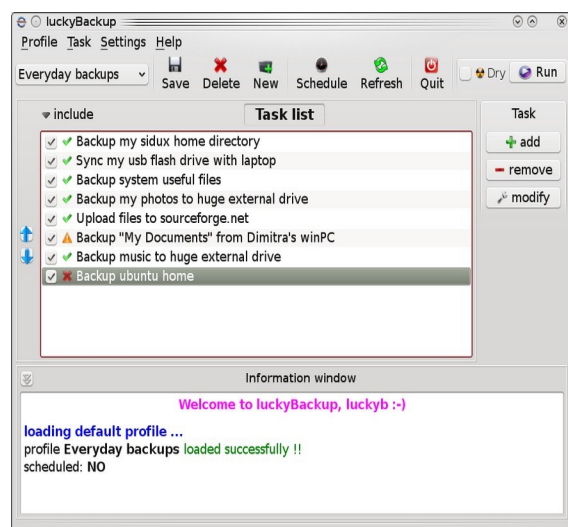 luckyBackup
Profile Task Settings Help
Everyday backups Save Delete New Schedule Refresh Quit Dry Run
include Task list Task
Backup my sidux home directory
add
Sync my usb flash drive with laptop
Backup system useful files
remove
Backup my photos to huge external drive
modify
Upload files to sourceforge.net
Backup "My Documents" from Dimitra's winPC
Backup music to huge external drive
Backup ubuntu home
Information window
Welcome to luckyBackup, luckyb :-)
loading default profile ...
profile Everyday backups loaded successfully !!
scheduled: NO